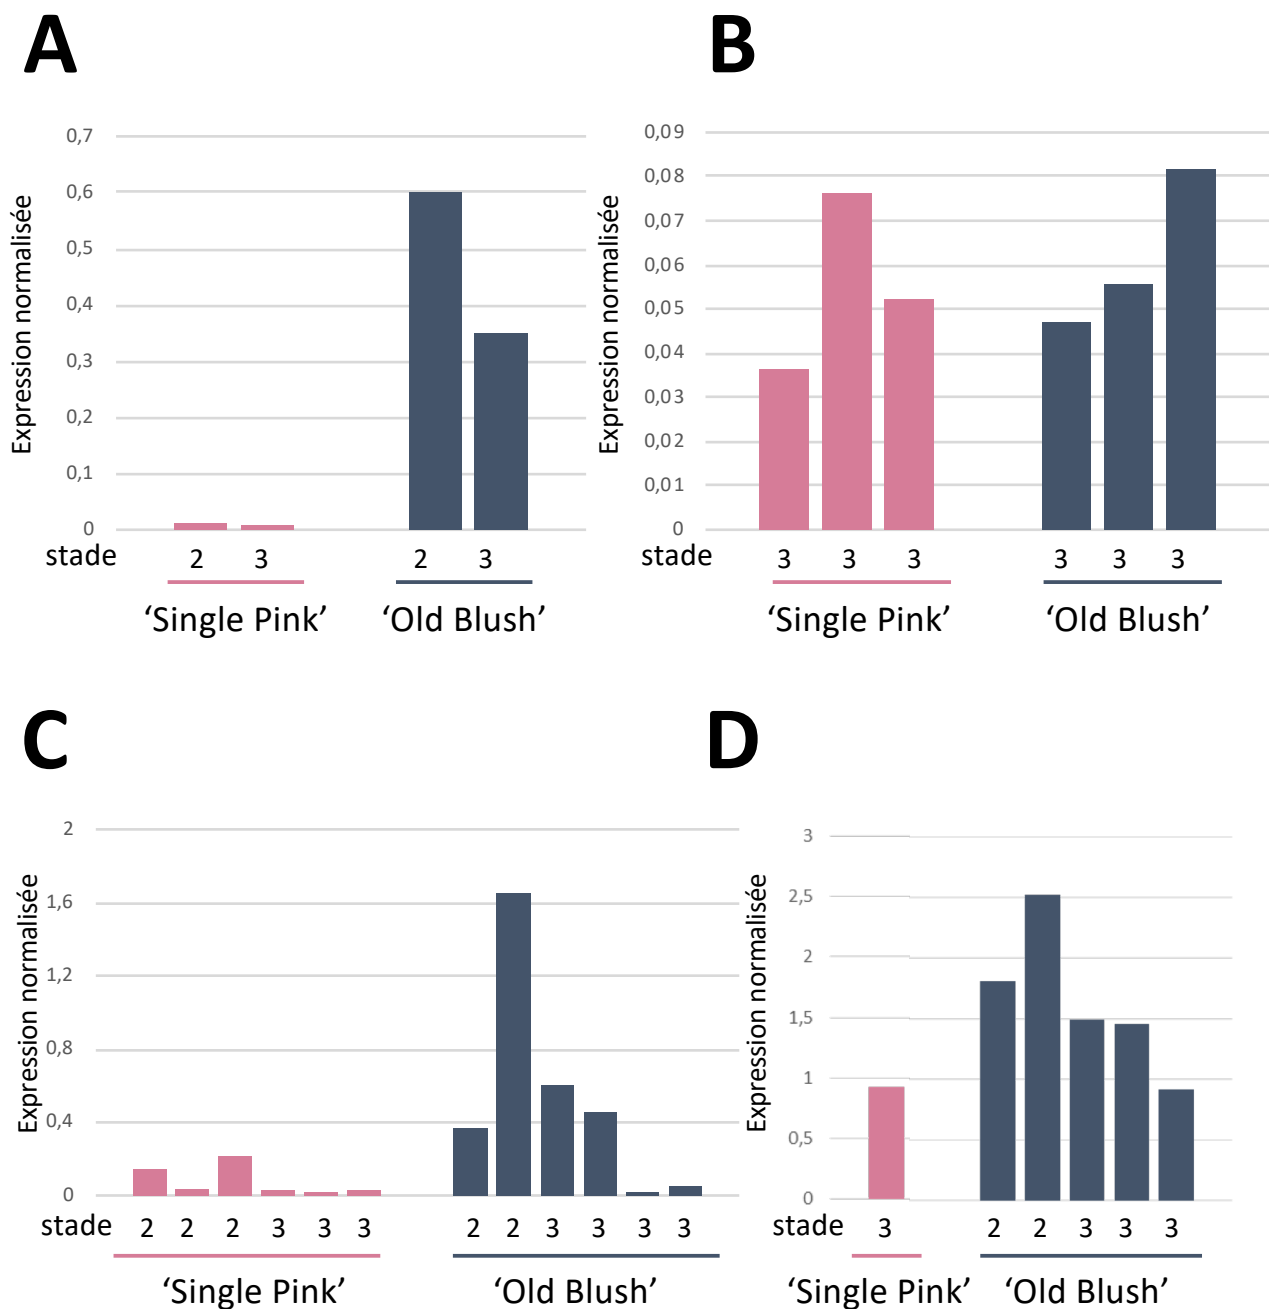 A
Expression normalisée
0,7
0,6
0,5
0,4
0,3
0,2
0,1
0
stade 2 3 2 3
‘Single Pink’ ‘Old Blush’
B
Expression normalisée
0,09
0,08
0,07
0,06
0,05
0,04
0,03
0,02
0,01
0
stade 3 3 3 3 3 3
‘Single Pink’ ‘Old Blush’
C
Expression normalisée
2
1,6
1,2
0,8
0,4
0
stade 2 2 2 3 3 3 2 2 3 3 3 3
‘Single Pink’ ‘Old Blush’
D
Expression normalisée
3
2,5
2
1,5
1
0,5
0
stade 3 2 2 3 3 3
‘Single Pink’ ‘Old Blush’